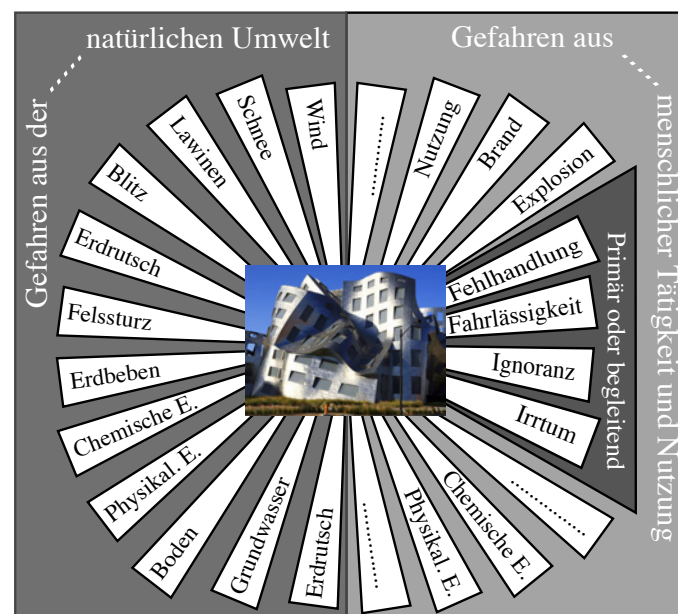 Gefahren aus der
natürlichen Umwelt
Gefahren aus
menschlicher Tätigkeit und Nutzung
Wind
Schnee
Lawinen
Blitz
Erdrutsch
Felssturz
Erdbeben
Chemische E.
Physikal. E.
Boden
Grundwasser
Erdrutsch
............
Nutzung
Brand
Explosion
Primär oder begleitend
Fehlhandlung
Fahrlässigkeit
Ignoranz
Irrtum
................
Chemische E.
Physikal. E.
............